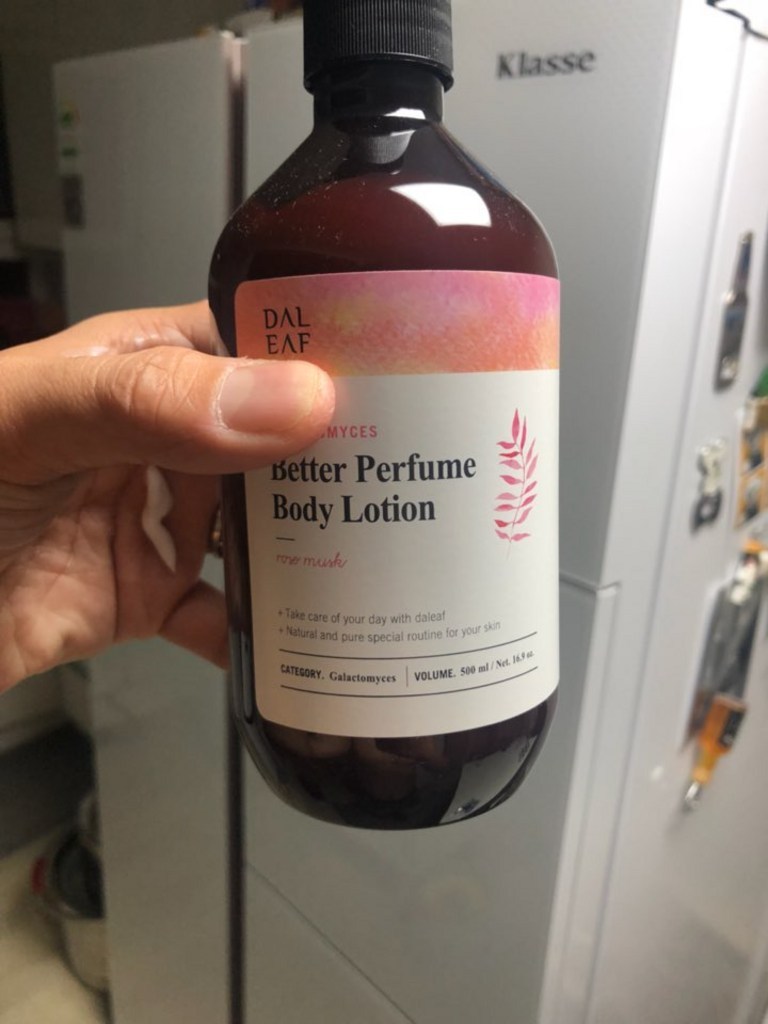 Klasse
DAL
EAF
OMYCES
Better Perfume
Body Lotion
rose musk
+ Take care of your day with daleaf
+ Natural and pure special routine for your skin
CATEGORY. Galactomyces | VOLUME. 500 ml / Net. 16.9 oz.